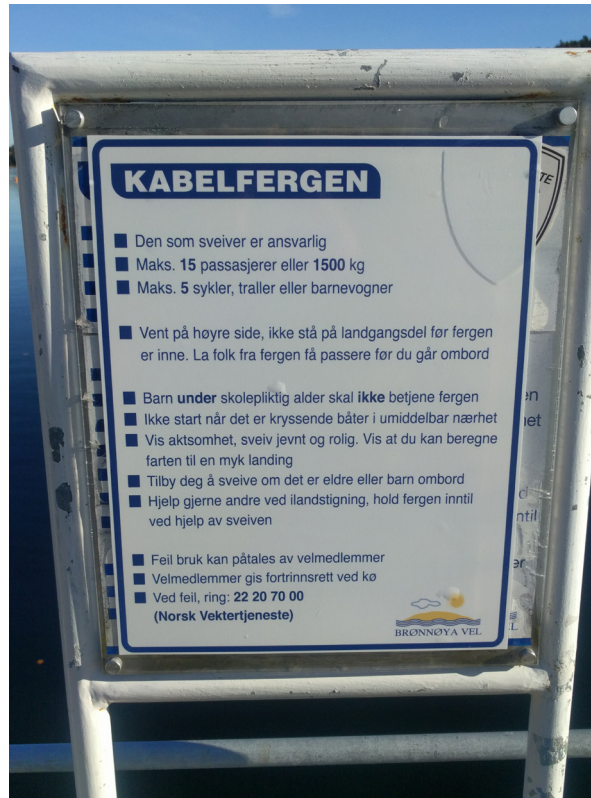 KABELFERGEN
Den som sveiver er ansvarlig
Maks. 15 passasjerer eller 1500 kg
Maks. 5 sykler, traller eller barnevogner
Vent på høyre side, ikke stå på landgangsdel før fergen
er inne. La folk fra fergen få passere før du går ombord
Barn under skolepliktig alder skal ikke betjene fergen
Ikke start når det er kryssende båter i umiddelbar nærhet
Vis aktsomhet, sveiv jevnt og rolig. Vis at du kan beregne
farten til en myk landing
Tilby deg å sveive om det er eldre eller barn ombord
Hjelp gjerne andre ved ilandstigning, hold fergen inntil
ved hjelp av sveiven
Feil bruk kan påtales av velmedlemmer
Velmedlemmer gis fortrinnsrett ved kø
Ved feil, ring: 22 20 70 00
(Norsk Vektertjeneste)
BRØNNØYA VEL